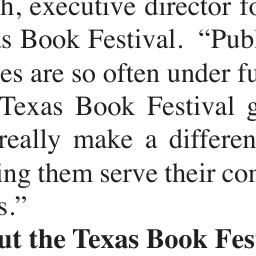 h, executive director fo
s Book Festival. “Publ
es are so often under fu
Texas Book Festival g
really make a differen
ing them serve their con
s.”
ut the Texas Book Fes